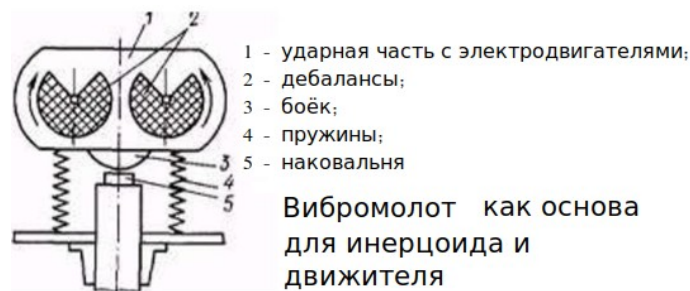 1 2
1 - ударная часть с электродвигателями;
2 - дебалансы;
3 - боёк;
4 - пружины;
5 - наковальня
3
4
5
Вибромолот как основа
для инерцоида и
движителя